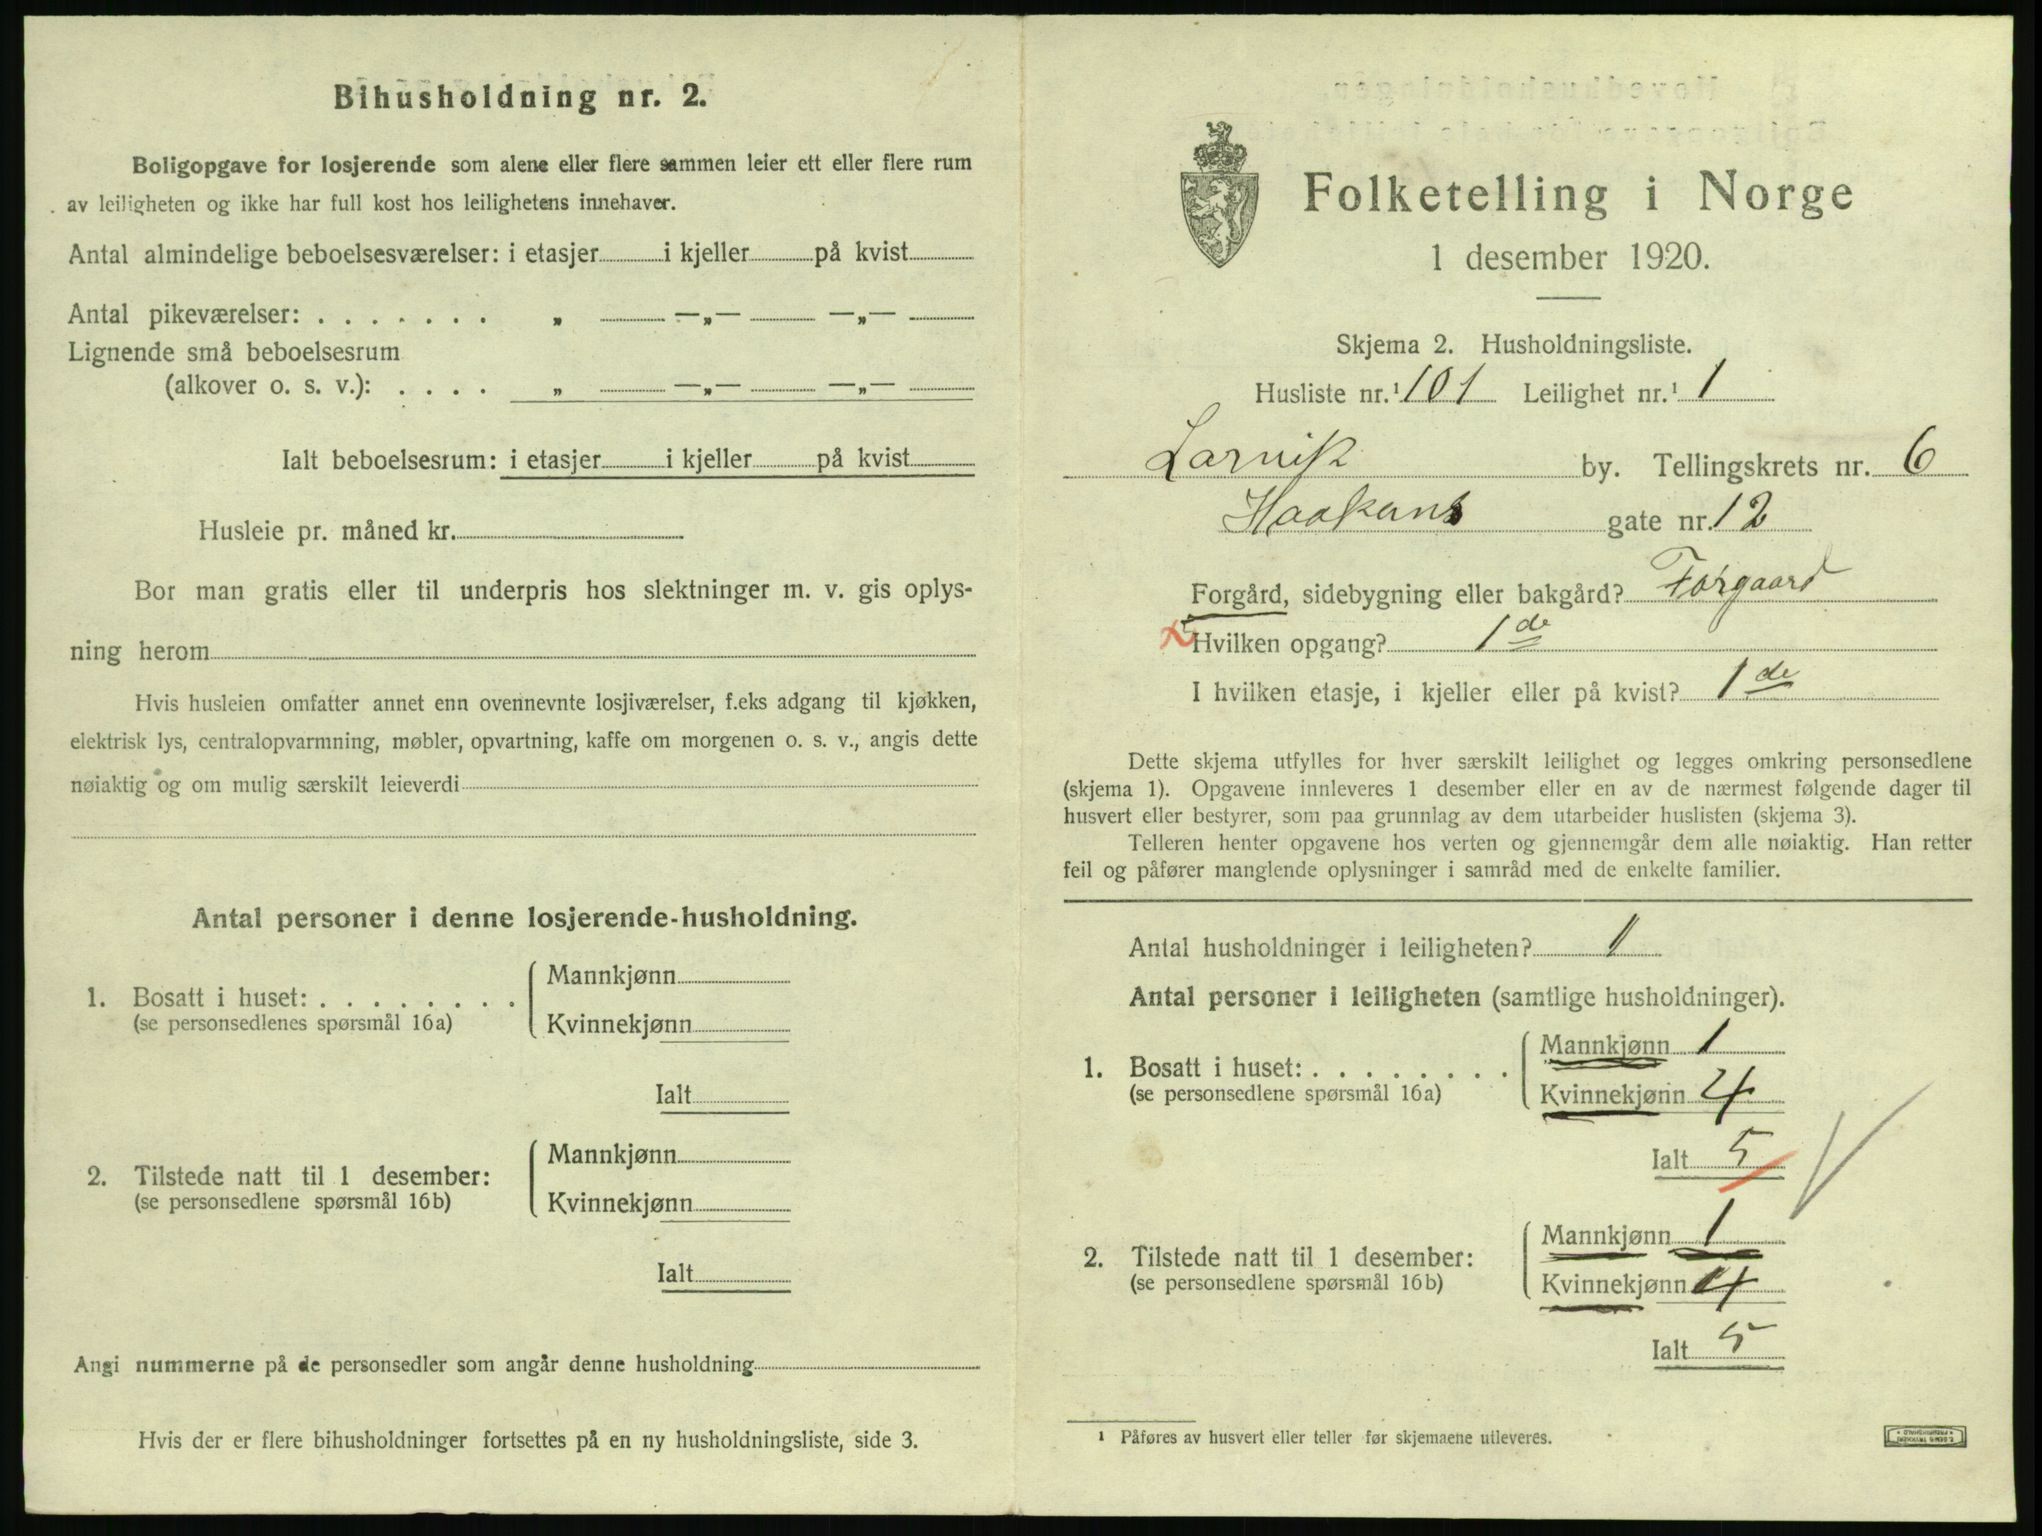 Bihusholdning nr. 2.
Boligopgave for losjerende som alene eller flere sammen leier ett eller flere rum
av leiligheten og ikke har full kost hos leilighetens innehaver.
Antal almindelige beboelsesværelser: i etasjer i kjeller på kvist
Antal pikeværelser: . . . . . . . „ —„— —„—
Lignende små beboelsesrum
(alkover o. s. v.): . . . . „ —„— —„—
Ialt beboelsesrum: i etasjer i kjeller på kvist
Husleie pr. måned kr.
Bor man gratis eller til underpris hos slektninger m. v. gis oplys-
ning herom
Hvis husleien omfatter annet enn ovennevnte losjiværelser, f.eks adgang til kjøkken,
elektrisk lys, centralopvarmning, møbler, opvartning, kaffe om morgenen o. s. v., angis dette
nøiaktig og om mulig særskilt leieverdi
Antal personer i denne losjerende-husholdning.
1. Bosatt i huset: . . . . . . . . Mannkjønn
(se personsedlenes spørsmål 16a) Kvinnekjønn
Ialt
2. Tilstede natt til 1 desember: Mannkjønn
(se personsedlene spørsmål 16b) Kvinnekjønn
Ialt
Angi nummerne på de personsedler som angår denne husholdning
Hvis der er flere bihusholdninger fortsettes på en ny husholdningsliste, side 3.
Folketelling i Norge
1 desember 1920.
Skjema 2. Husholdningsliste.
Husliste nr.¹ 101 Leilighet nr.¹ 1
Larvik by. Tellingskrets nr. 6
Haakons gate nr. 12
Forgård, sidebygning eller bakgård? Forgaard
Hvilken opgang? 1 de
I hvilken etasje, i kjeller eller på kvist? 1 de
Dette skjema utfylles for hver særskilt leilighet og legges omkring personsedlene
(skjema 1). Opgavene innleveres 1 desember eller en av de nærmest følgende dager til
husvert eller bestyrer, som paa grunnlag av dem utarbeider huslisten (skjema 3).
Telleren henter opgavene hos verten og gjennemgår dem alle nøiaktig. Han retter
feil og påfører manglende oplysninger i samråd med de enkelte familier.
Antal husholdninger i leiligheten? 1
Antal personer i leiligheten (samtlige husholdninger).
1. Bosatt i huset: . . . . . . . . Mannkjønn 1
(se personsedlene spørsmål 16a) Kvinnekjønn 4
Ialt 5
2. Tilstede natt til 1 desember: Mannkjønn 1
(se personsedlene spørsmål 16b) Kvinnekjønn 4
Ialt 5
¹ Påføres av husvert eller teller før skjemaene utleveres.